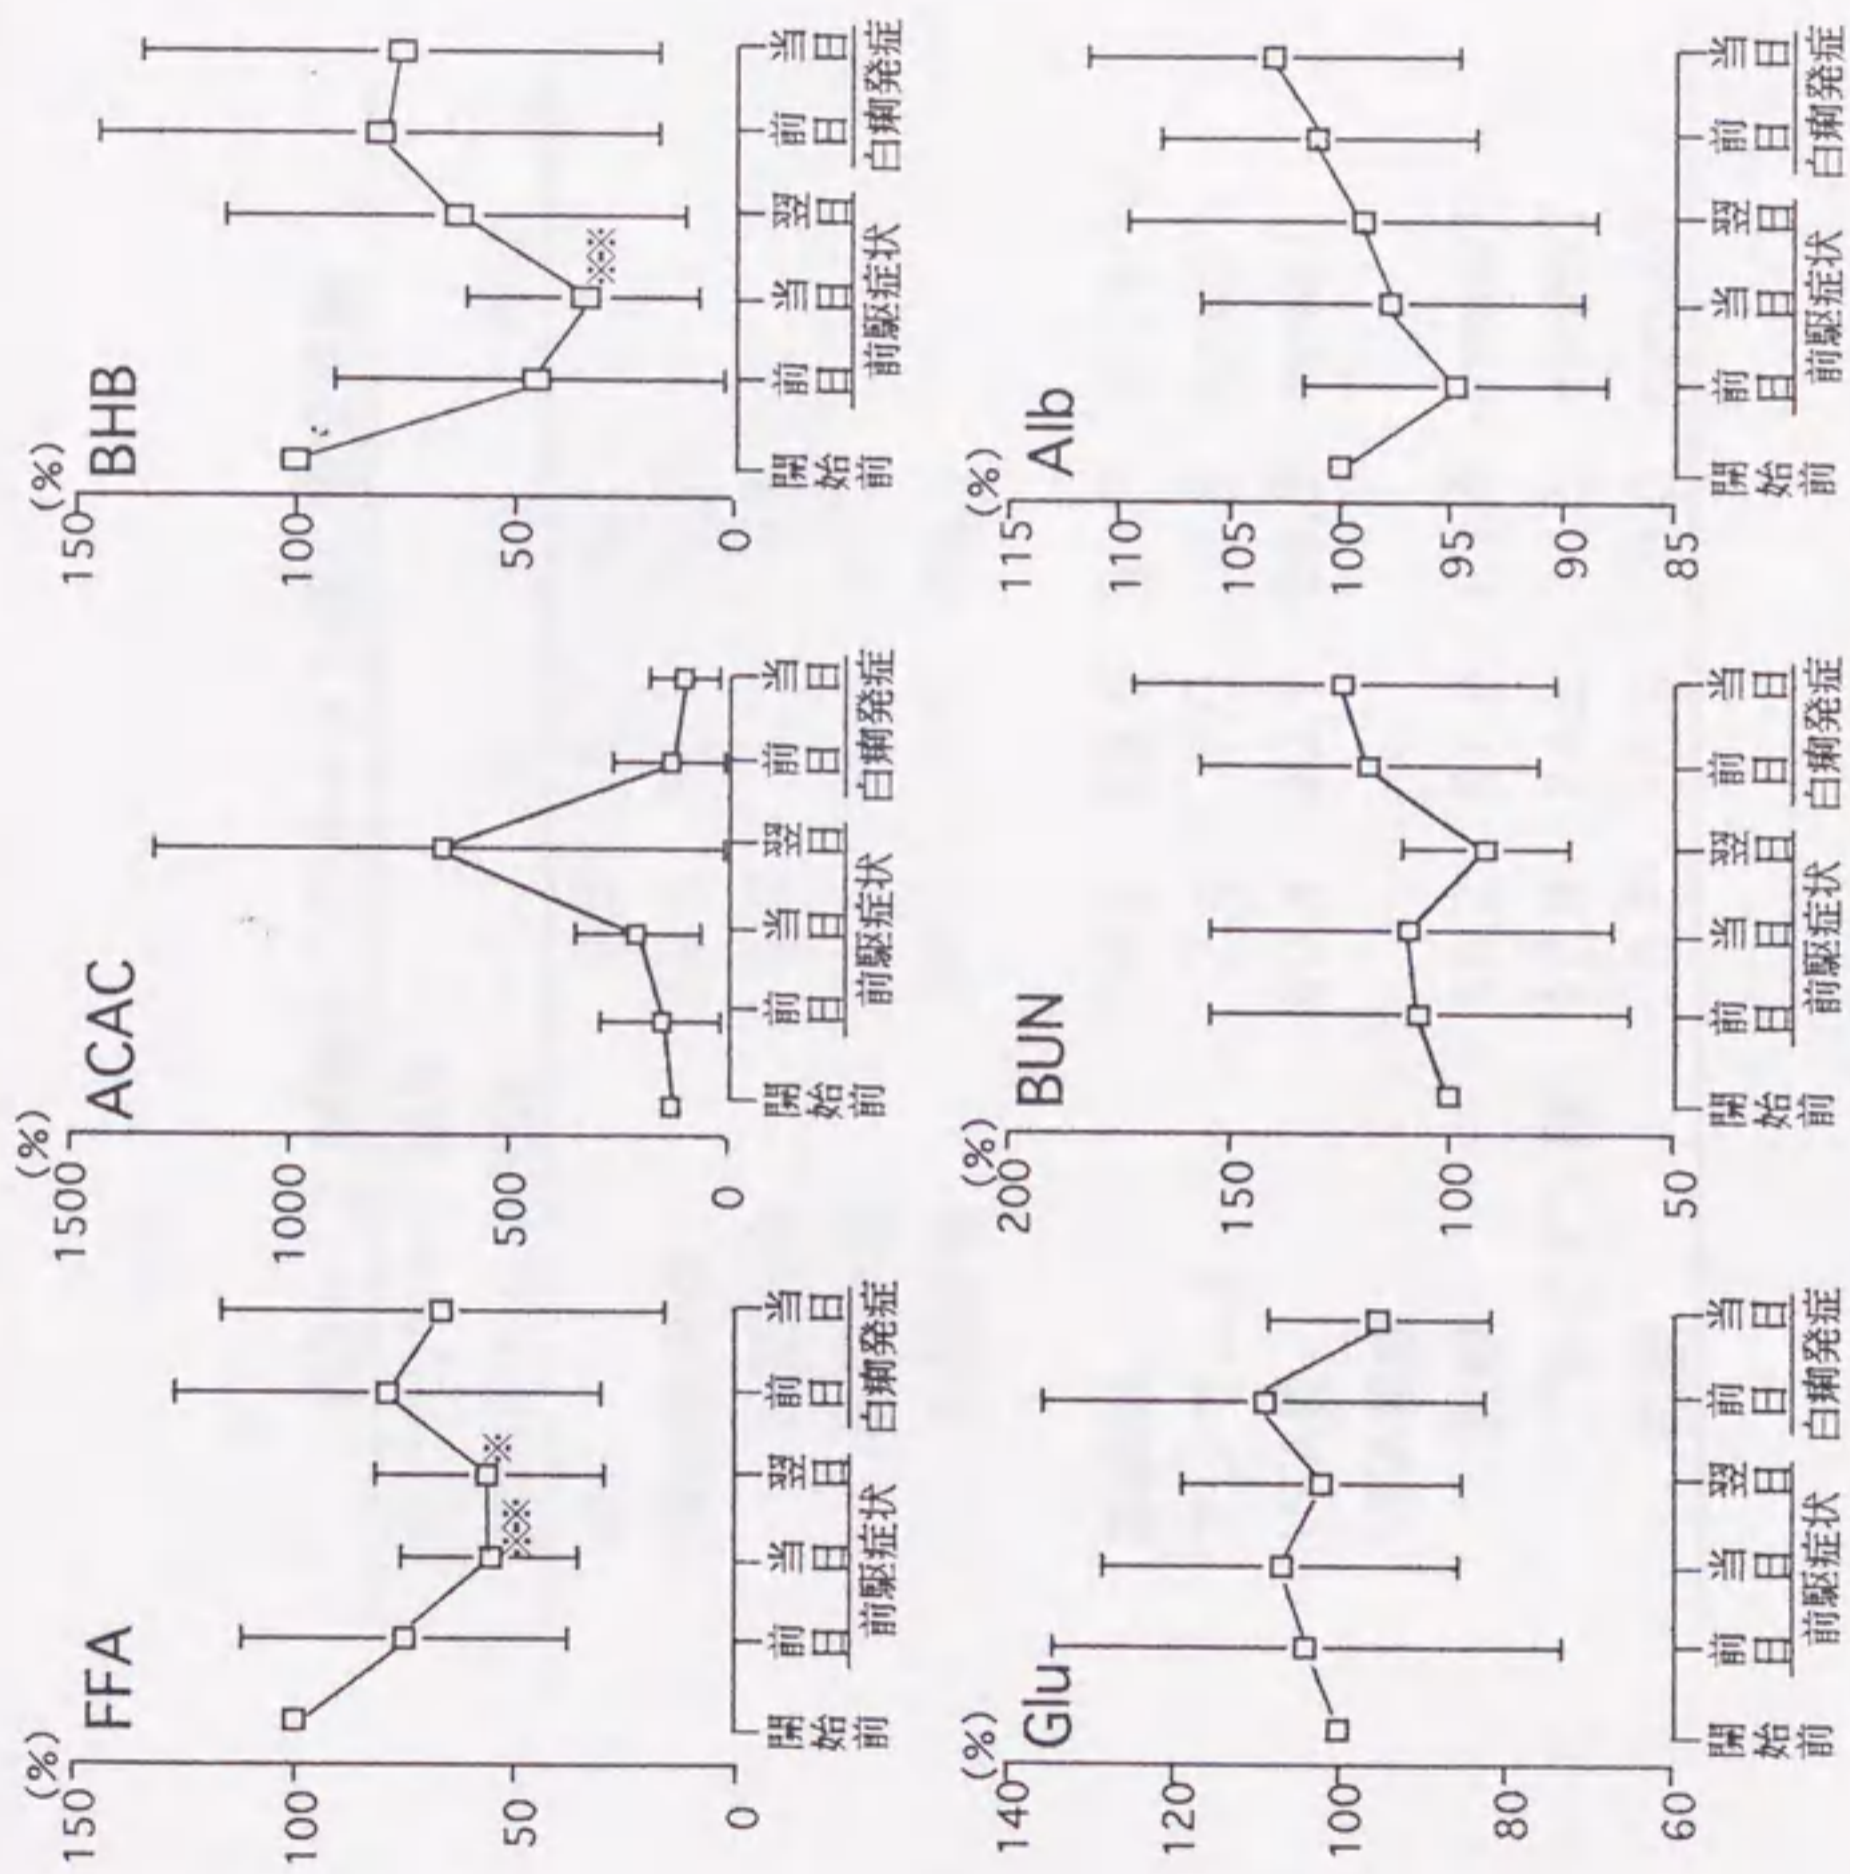 (%)
FFA
150
100
50
0
※※
※
開始前 前日 当日 翌日 前日 当日
前駆症状 白痢発症
(%)
ACAC
1500
1000
500
0
開始前 前日 当日 翌日 前日 当日
前駆症状 白痢発症
(%)
BHB
150
100
50
0
※※
開始前 前日 当日 翌日 前日 当日
前駆症状 白痢発症
(%)
Glu
140
120
100
80
60
開始前 前日 当日 翌日 前日 当日
前駆症状 白痢発症
(%)
BUN
200
150
100
50
開始前 前日 当日 翌日 前日 当日
前駆症状 白痢発症
(%)
Alb
115
110
105
100
95
90
85
開始前 前日 当日 翌日 前日 当日
前駆症状 白痢発症